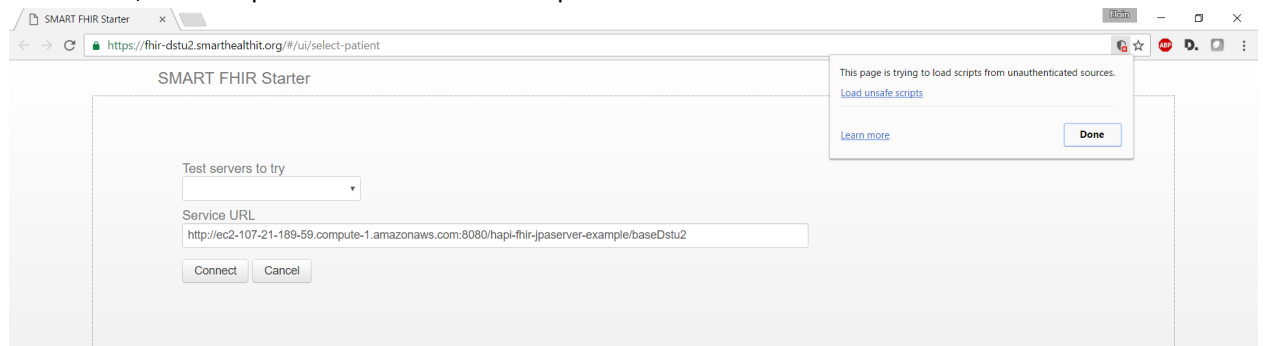 SMART FHIR Starter
Elcin
https://fhir-dstu2.smarthealthit.org/#/ui/select-patient
ABP
D.
SMART FHIR Starter
This page is trying to load scripts from unauthenticated sources.
Load unsafe scripts
Learn more
Done
Test servers to try
Service URL
http://ec2-107-21-189-59.compute-1.amazonaws.com:8080/hapi-fhir-jpaserver-example/baseDstu2
Connect Cancel